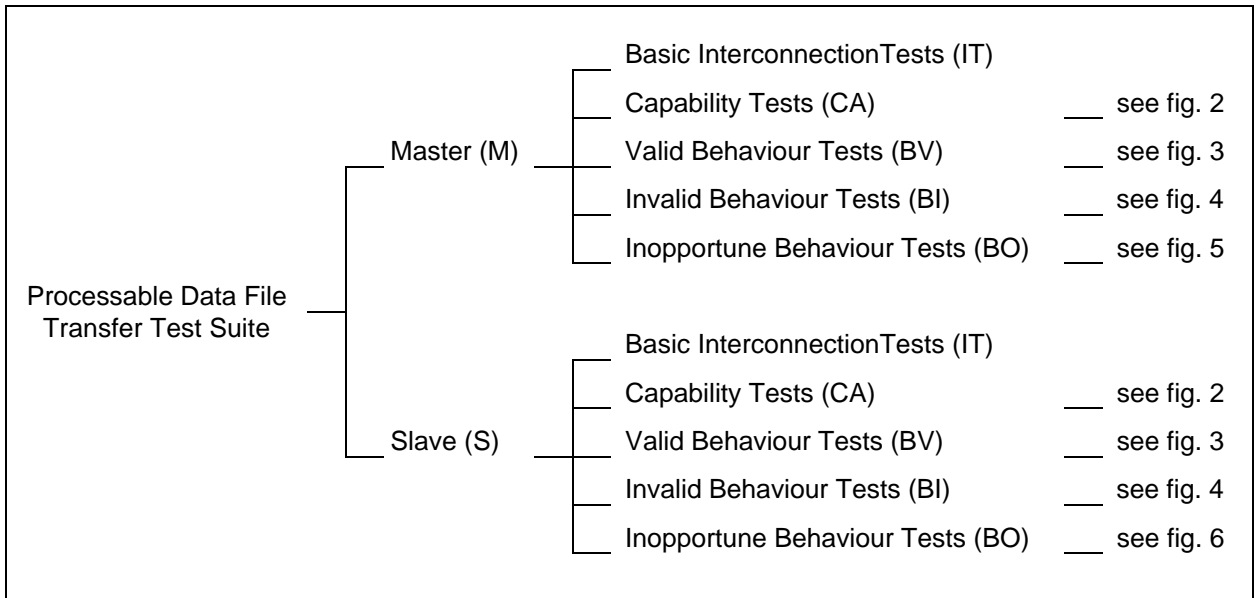 Basic InterconnectionTests (IT)
Capability Tests (CA) see fig. 2
Master (M) Valid Behaviour Tests (BV) see fig. 3
Invalid Behaviour Tests (BI) see fig. 4
Inopportune Behaviour Tests (BO) see fig. 5
Processable Data File
Transfer Test Suite
Basic InterconnectionTests (IT)
Capability Tests (CA) see fig. 2
Slave (S) Valid Behaviour Tests (BV) see fig. 3
Invalid Behaviour Tests (BI) see fig. 4
Inopportune Behaviour Tests (BO) see fig. 6